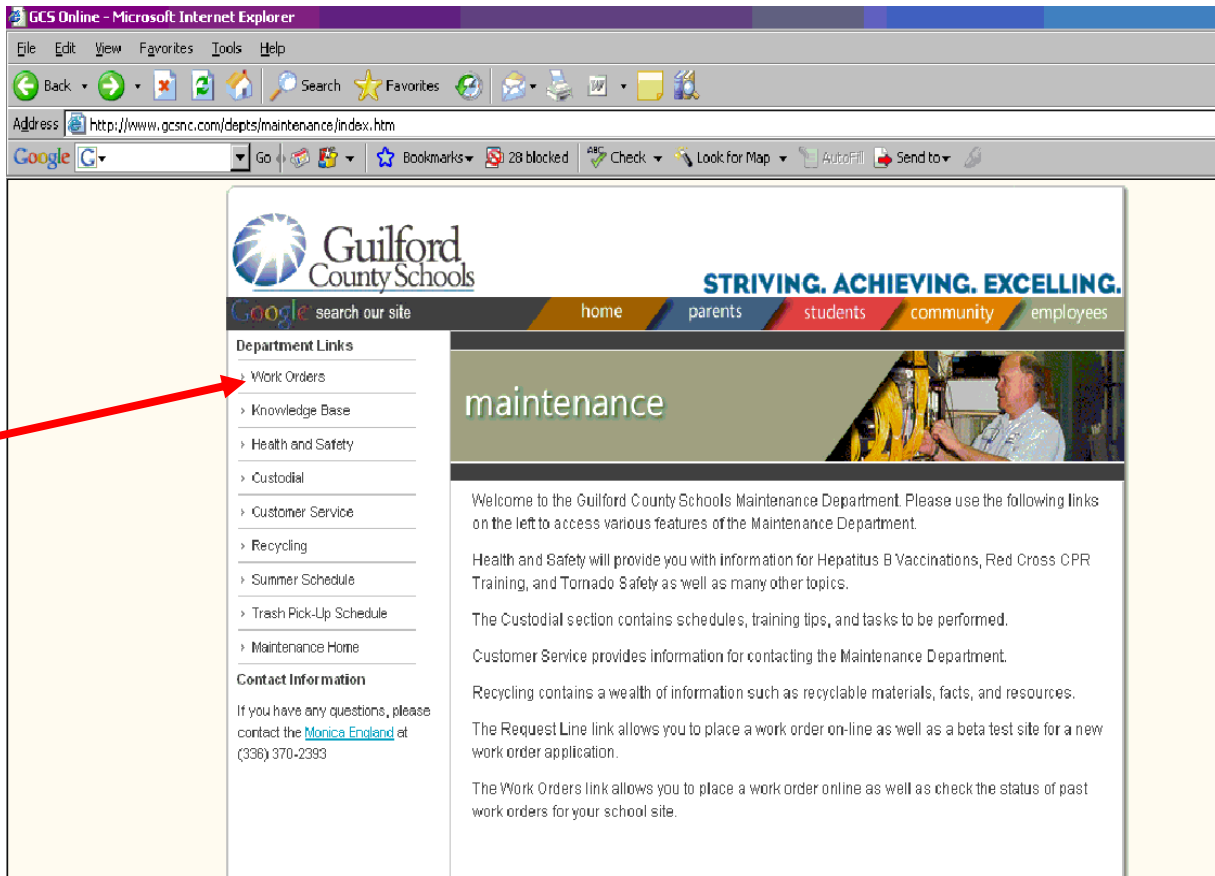 GCS Online - Microsoft Internet Explorer
File Edit View Favorites Tools Help
Back Search Favorites
Address http://www.gcsnc.com/depts/maintenance/index.htm
Google G Go Bookmarks 28 blocked ABC Check Look for Map AutoFill Send to
Guilford
County Schools
STRIVING. ACHIEVING. EXCELLING.
Google search our site home parents students community employees
Department Links
› Work Orders
› Knowledge Base
› Health and Safety
› Custodial
› Customer Service
› Recycling
› Summer Schedule
› Trash Pick-Up Schedule
› Maintenance Home
Contact Information
If you have any questions, please
contact the Monica England at
(336) 370-2393
maintenance
Welcome to the Guilford County Schools Maintenance Department. Please use the following links
on the left to access various features of the Maintenance Department.
Health and Safety will provide you with information for Hepatitus B Vaccinations, Red Cross CPR
Training, and Tornado Safety as well as many other topics.
The Custodial section contains schedules, training tips, and tasks to be performed.
Customer Service provides information for contacting the Maintenance Department.
Recycling contains a wealth of information such as recyclable materials, facts, and resources.
The Request Line link allows you to place a work order on-line as well as a beta test site for a new
work order application.
The Work Orders link allows you to place a work order online as well as check the status of past
work orders for your school site.